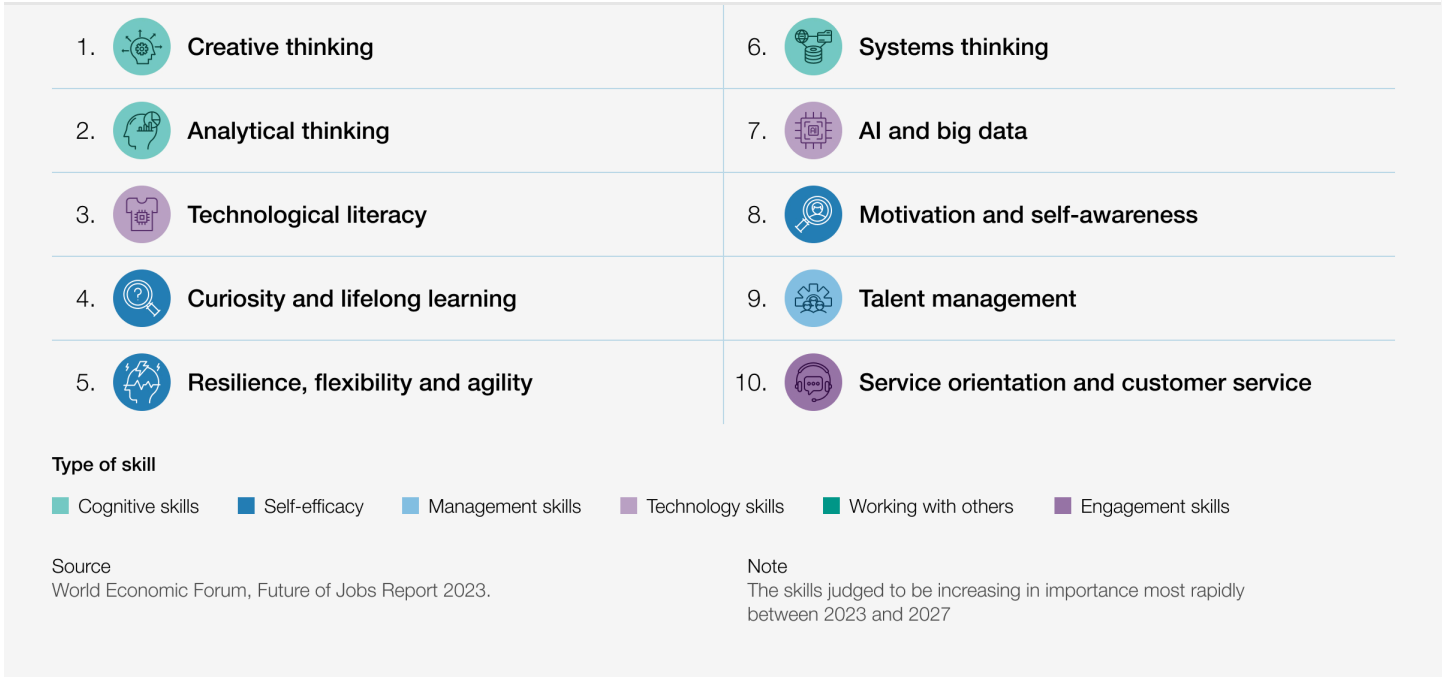 1. Creative thinking
2. Analytical thinking
3. Technological literacy
4. Curiosity and lifelong learning
5. Resilience, flexibility and agility
6. Systems thinking
7. AI and big data
8. Motivation and self-awareness
9. Talent management
10. Service orientation and customer service
Type of skill
Cognitive skills Self-efficacy Management skills Technology skills Working with others Engagement skills
Source
World Economic Forum, Future of Jobs Report 2023.
Note
The skills judged to be increasing in importance most rapidly
between 2023 and 2027